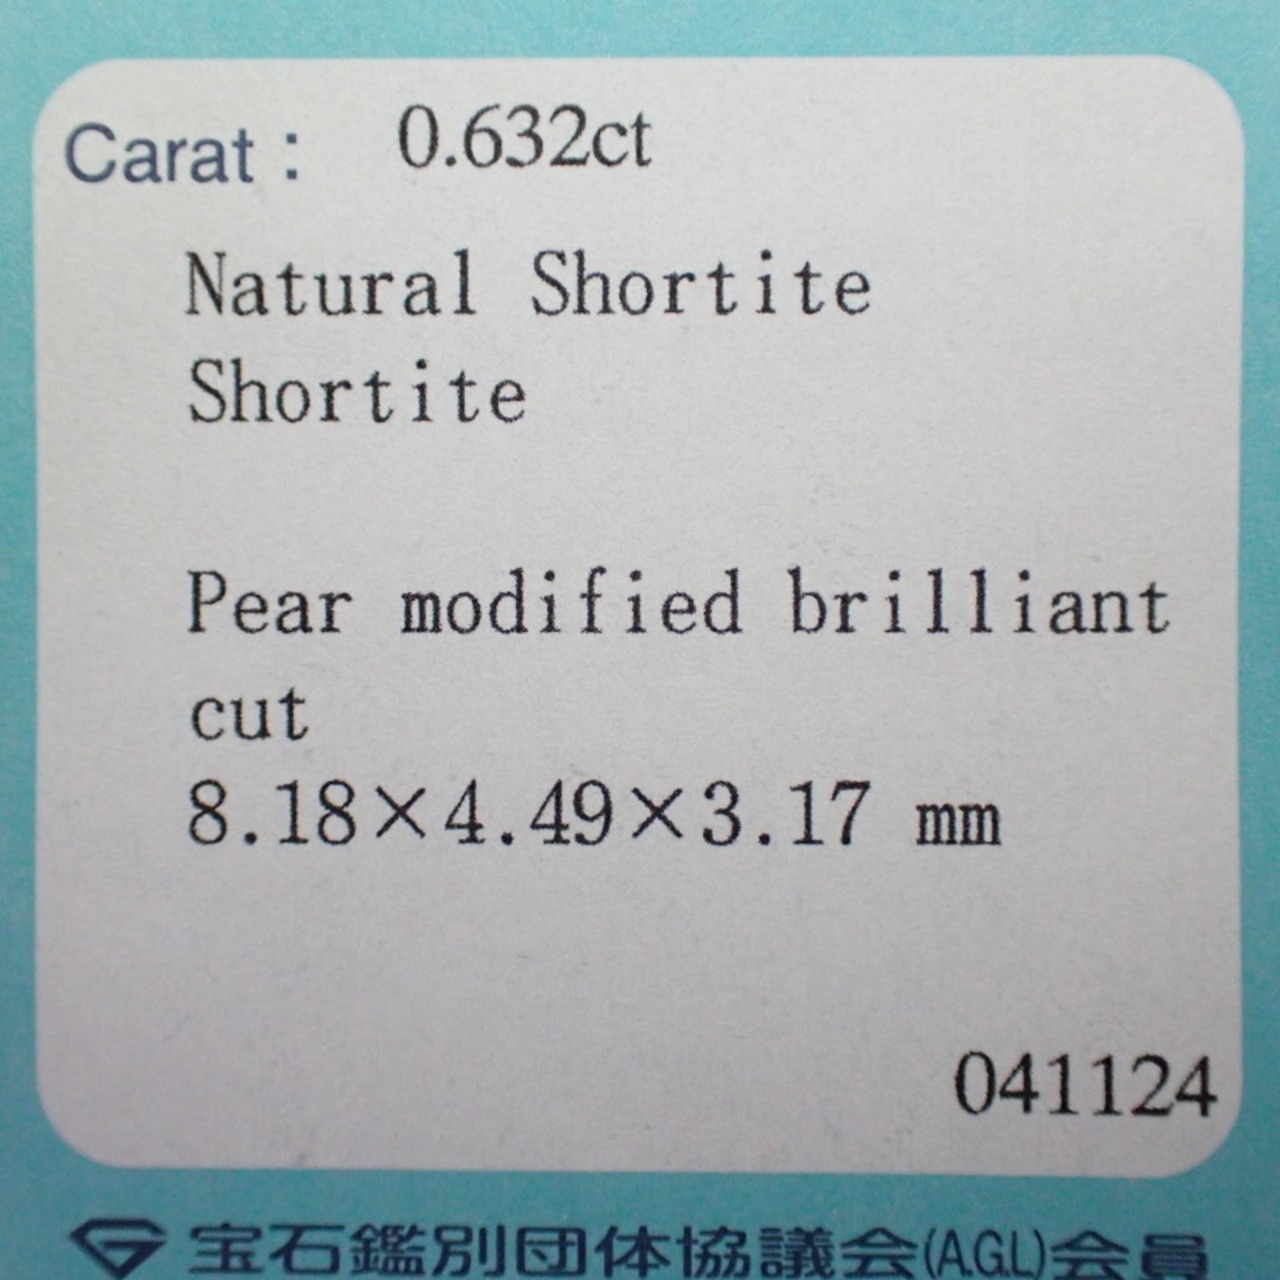 Carat : 0.632ct
Natural Shortite
Shortite
Pear modified brilliant
cut
8.18×4.49×3.17 mm
041124
宝石鑑別団体協議会(A.G.L)会員